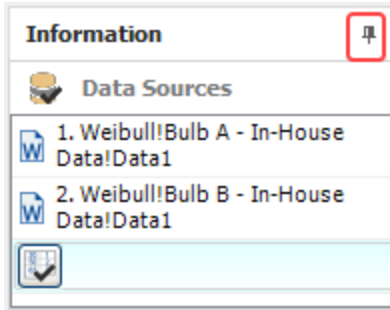 Information
Data Sources
1. Weibull!Bulb A - In-House
Data!Data1
2. Weibull!Bulb B - In-House
Data!Data1